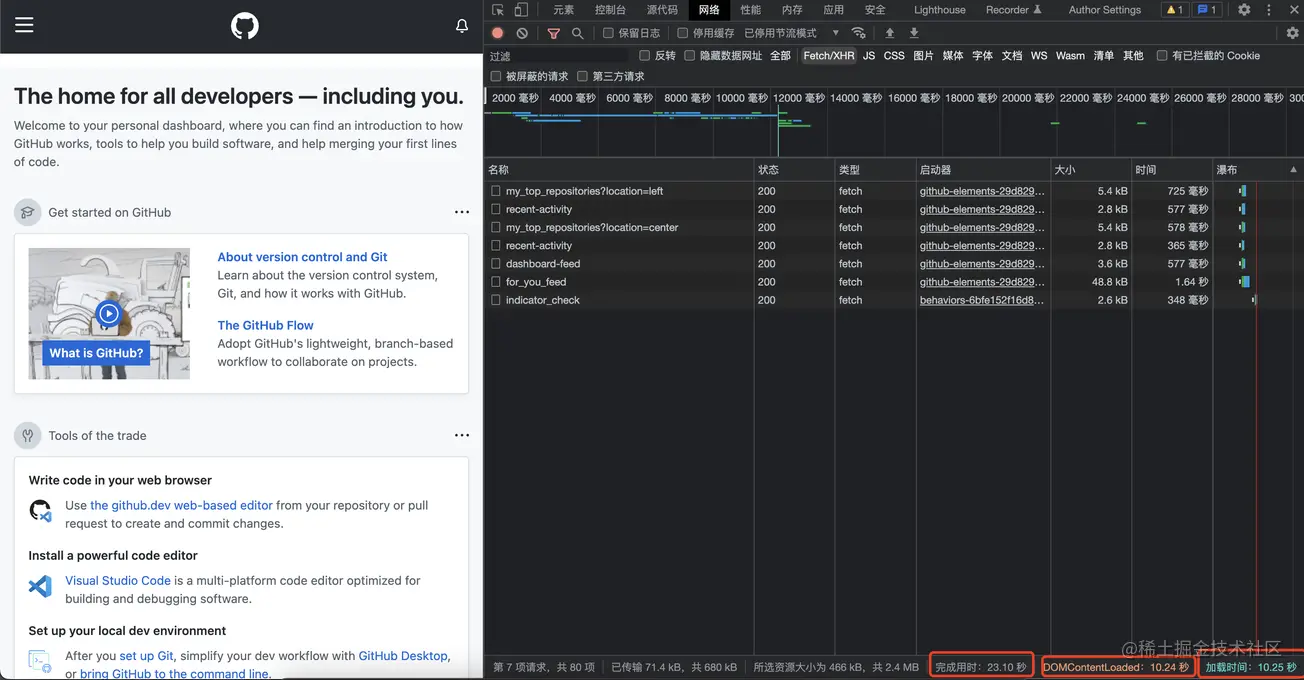 The home for all developers — including you.
Welcome to your personal dashboard, where you can find an introduction to how
GitHub works, tools to help you build software, and help merging your first lines
of code.
Get started on GitHub
What is GitHub?
About version control and Git
Learn about the version control system,
Git, and how it works with GitHub.
The GitHub Flow
Adopt GitHub's lightweight, branch-based
workflow to collaborate on projects.
Tools of the trade
Write code in your web browser
Use the github.dev web-based editor from your repository or pull
request to create and commit changes.
Install a powerful code editor
Visual Studio Code is a multi-platform code editor optimized for
building and debugging software.
Set up your local dev environment
After you set up Git, simplify your dev workflow with GitHub Desktop,
or bring GitHub to the command line.
元素 控制台 源代码 网络 性能 内存 应用 安全 Lighthouse Recorder Author Settings 1 1
保留日志 停用缓存 已停用节流模式
过滤 反转 隐藏数据网址 全部 Fetch/XHR JS CSS 图片 媒体 字体 文档 WS Wasm 清单 其他 有已拦截的 Cookie
被屏蔽的请求 第三方请求
2000 毫秒 4000 毫秒 6000 毫秒 8000 毫秒 10000 毫秒 12000 毫秒 14000 毫秒 16000 毫秒 18000 毫秒 20000 毫秒 22000 毫秒 24000 毫秒 26000 毫秒 28000 毫秒 300
名称 状态 类型 启动器 大小 时间 瀑布
my_top_repositories?location=left 200 fetch github-elements-29d829... 5.4 kB 725 毫秒
recent-activity 200 fetch github-elements-29d829... 2.8 kB 577 毫秒
my_top_repositories?location=center 200 fetch github-elements-29d829... 5.4 kB 578 毫秒
recent-activity 200 fetch github-elements-29d829... 2.8 kB 365 毫秒
dashboard-feed 200 fetch github-elements-29d829... 3.6 kB 577 毫秒
for_you_feed 200 fetch github-elements-29d829... 48.8 kB 1.64 秒
indicator_check 200 fetch behaviors-6bfe152f16d8... 2.6 kB 348 毫秒
@稀土掘金技术社区
第 7 项请求，共 80 项 已传输 71.4 kB，共 680 kB 所选资源大小为 466 kB，共 2.4 MB 完成用时：23.10 秒 DOMContentLoaded：10.24 秒 加载时间：10.25 秒